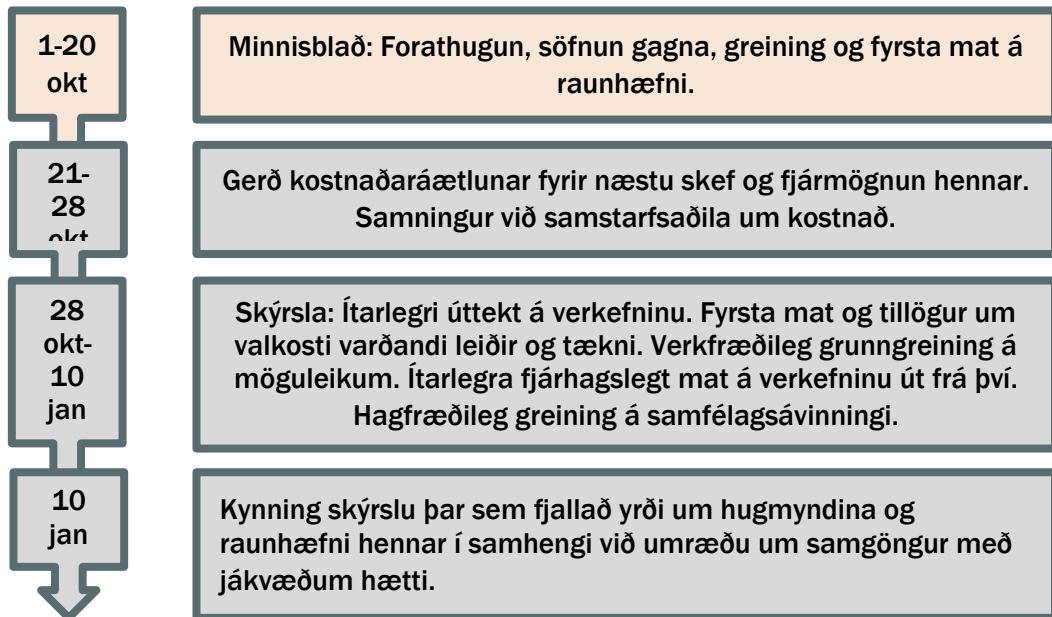 1-20
okt
Minnisblað: Forathugun, söfnun gagna, greining og fyrsta mat á
raunhæfni.
21-
28
okt
Gerð kostnaðaráætlunar fyrir næstu skef og fjármögnun hennar.
Samningur við samstarfsaðila um kostnað.
28
okt-
10
jan
Skýrsla: Ítarlegri úttekt á verkefninu. Fyrsta mat og tillögur um
valkosti varðandi leiðir og tækni. Verkfræðileg grunngreining á
möguleikum. Ítarlegra fjárhagslegt mat á verkefninu út frá því.
Hagfræðileg greining á samfélagsávinningi.
10
jan
Kynning skýrslu þar sem fjallað yrði um hugmyndina og
raunhæfni hennar í samhengi við umræðu um samgöngur með
jákvæðum hætti.